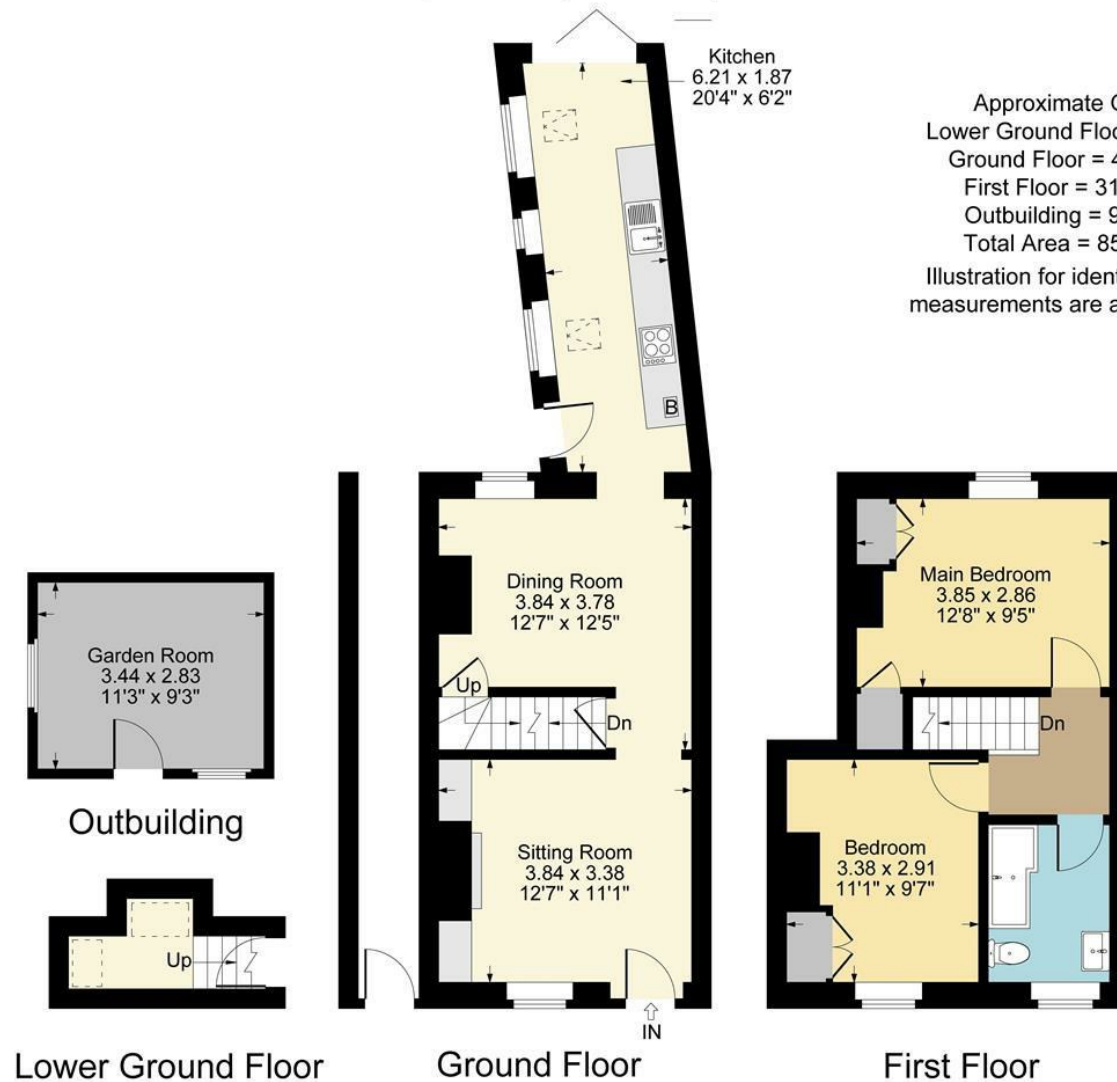 Kitchen
6.21 x 1.87
20'4" x 6'2"
Approximate
Lower Ground
Ground Floor =
First Floor = 31
Outbuilding = 9
Total Area = 85
Illustration for
measurements are
B
Dining Room
3.84 x 3.78
12'7" x 12'5"
Up
Dn
Sitting Room
3.84 x 3.38
12'7" x 11'1"
IN
Ground Floor
Garden Room
3.44 x 2.83
11'3" x 9'3"
Outbuilding
Up
Lower Ground Floor
Main Bedroom
3.85 x 2.86
12'8" x 9'5"
Dn
Bedroom
3.38 x 2.91
11'1" x 9'7"
First Floor